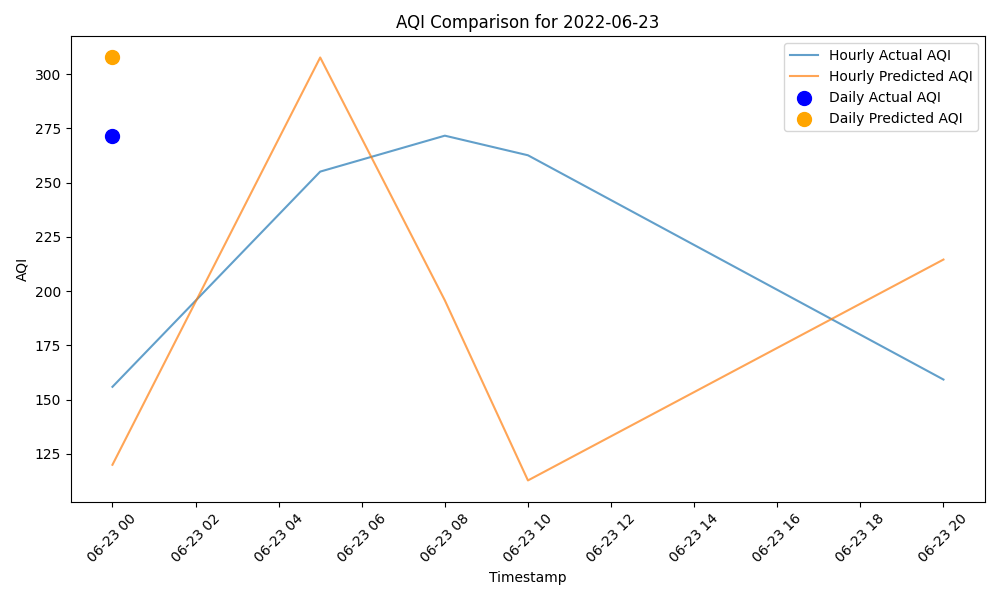 AQI Comparison for 2022-06-23
Hourly Actual AQI
Hourly Predicted AQI
Daily Actual AQI
Daily Predicted AQI
AQI
300
275
250
225
200
175
150
125
06-23 00
06-23 02
06-23 04
06-23 06
06-23 08
06-23 10
06-23 12
06-23 14
06-23 16
06-23 18
06-23 20
Timestamp